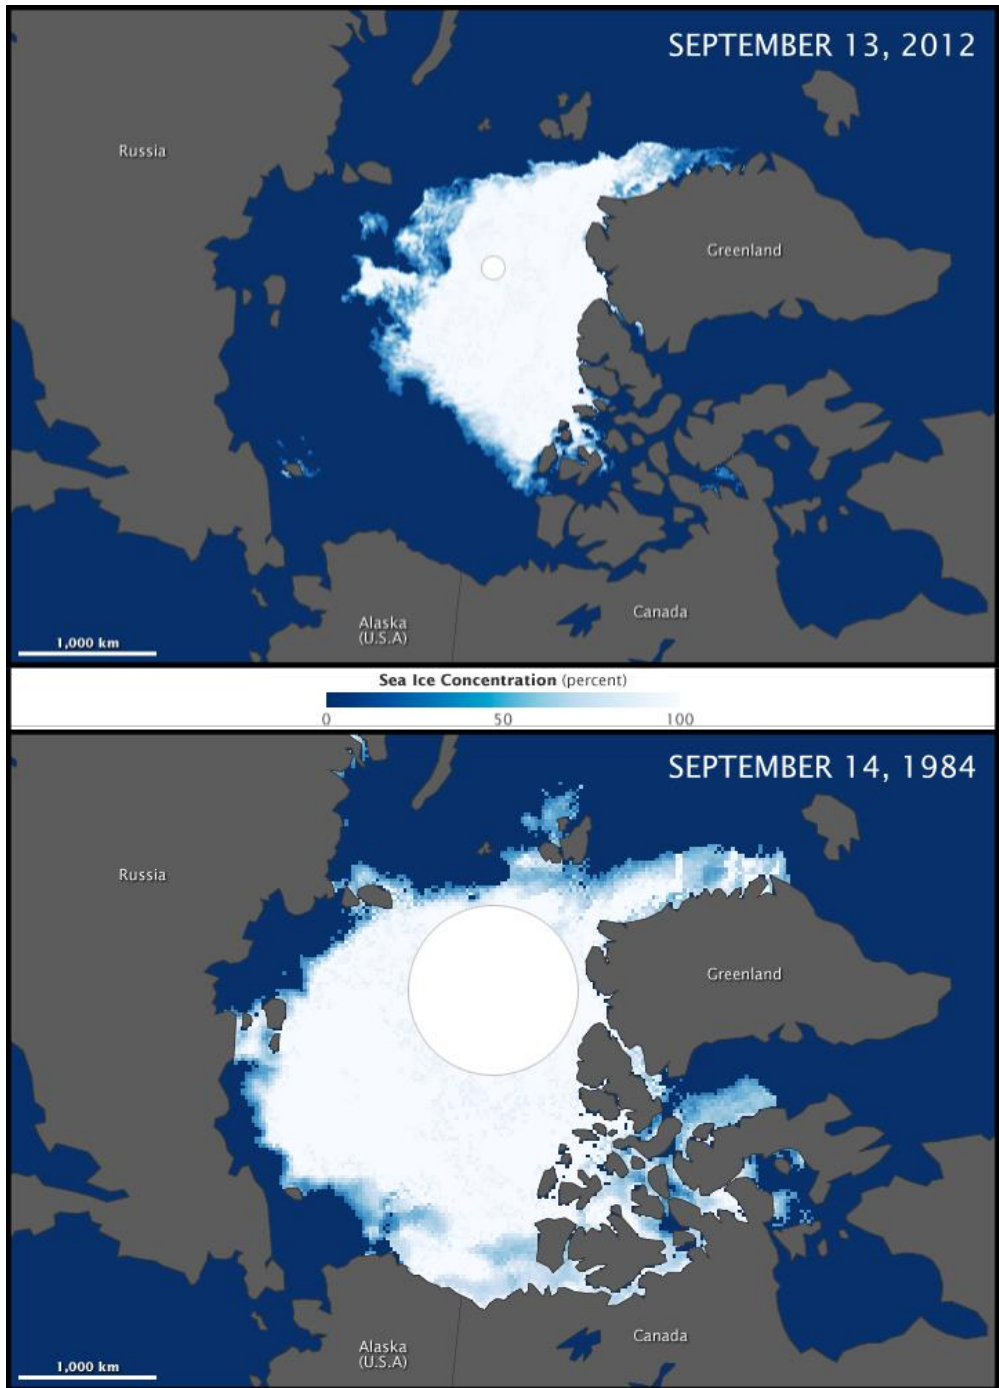 SEPTEMBER 13, 2012
Russia
Greenland
Alaska
(U.S.A)
Canada
1,000 km
Sea Ice Concentration (percent)
0 50 100
SEPTEMBER 14, 1984
Russia
Greenland
Canada
Alaska
(U.S.A)
1,000 km